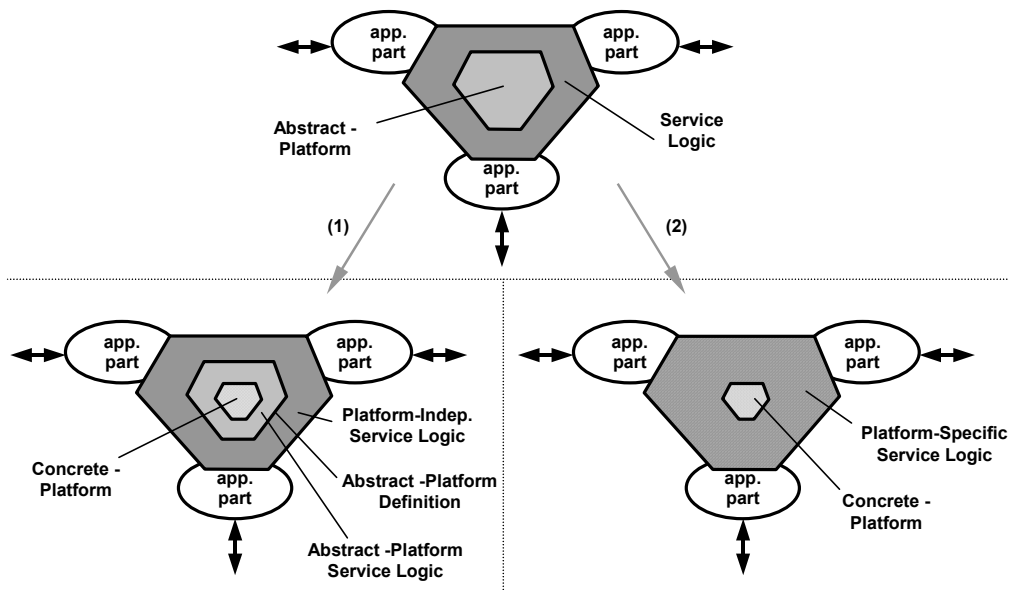 app.
part
app.
part
Abstract -
Platform
Service
Logic
app.
part
(1)
(2)
app.
part
app.
part
Platform-Indep.
Service Logic
Concrete -
Platform
app.
part
Abstract -Platform
Definition
Abstract -Platform
Service Logic
app.
part
app.
part
Platform-Specific
Service Logic
app.
part
Concrete -
Platform